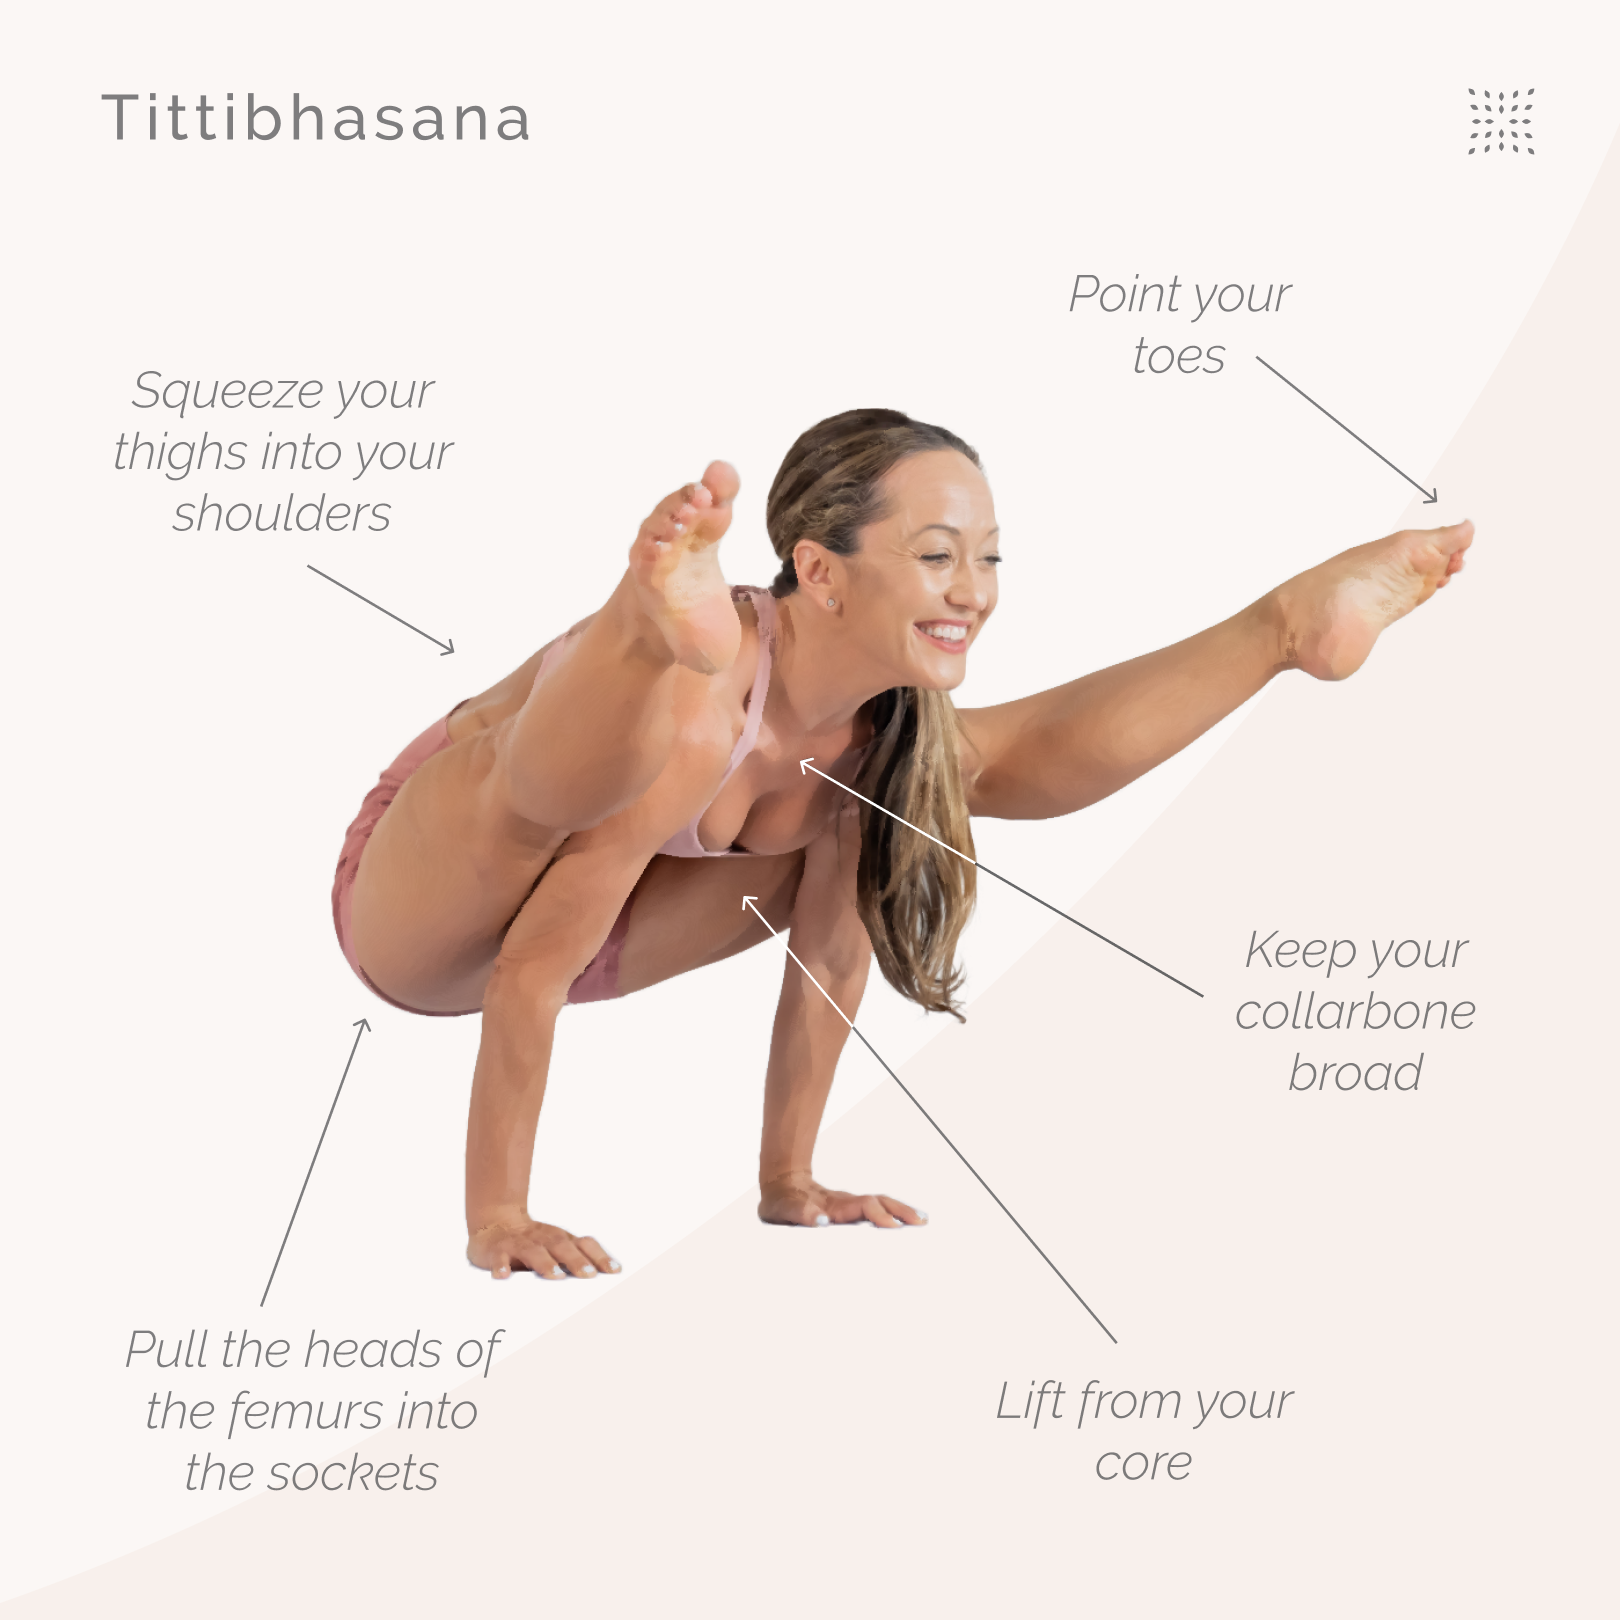 Tittibhasana
Point your
toes
Squeeze your
thighs into your
shoulders
Keep your
collarbone
broad
Pull the heads of
the femurs into
the sockets
Lift from your
core